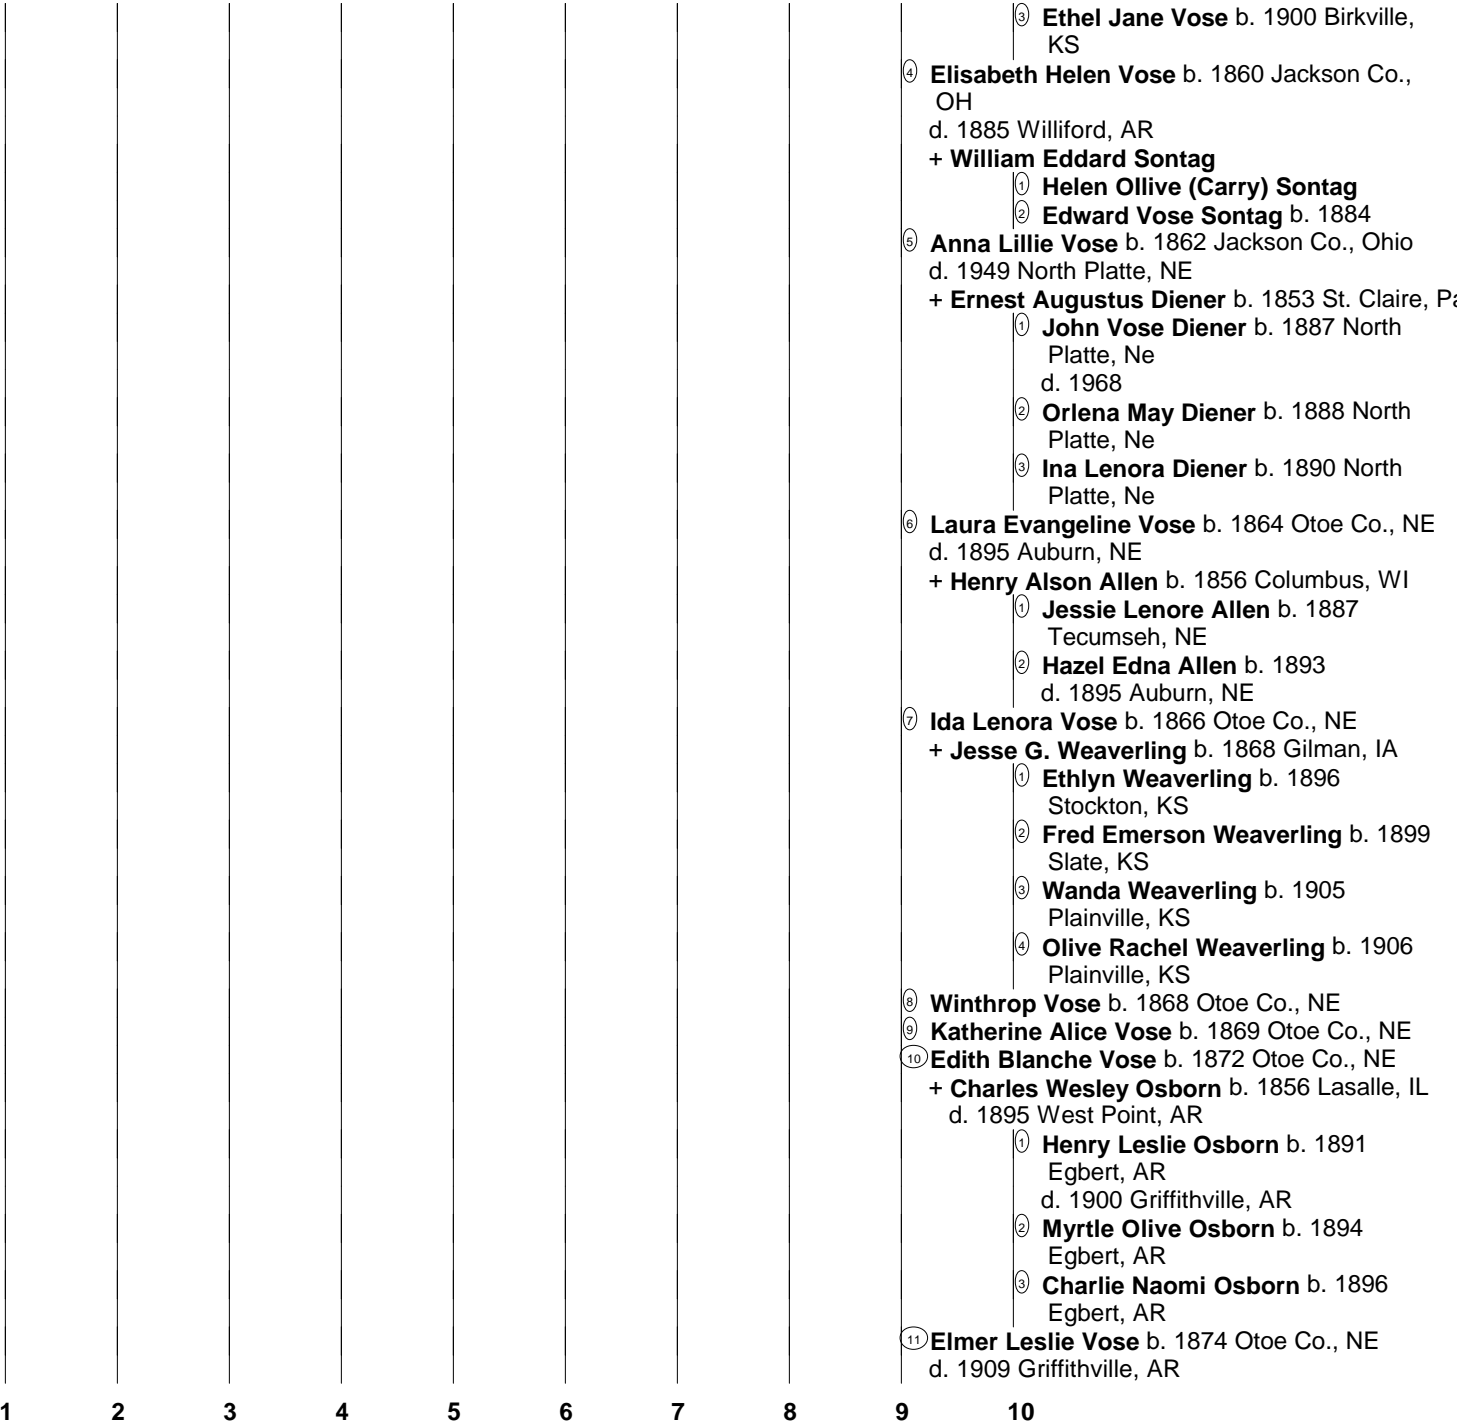 3 Ethel Jane Vose b. 1900 Birkville,
KS
4 Elisabeth Helen Vose b. 1860 Jackson Co.,
OH
d. 1885 Williford, AR
+ William Eddard Sontag
1 Helen Ollive (Carry) Sontag
2 Edward Vose Sontag b. 1884
5 Anna Lillie Vose b. 1862 Jackson Co., Ohio
d. 1949 North Platte, NE
+ Ernest Augustus Diener b. 1853 St. Claire, Pa
1 John Vose Diener b. 1887 North
Platte, Ne
d. 1968
2 Orlena May Diener b. 1888 North
Platte, Ne
3 Ina Lenora Diener b. 1890 North
Platte, Ne
6 Laura Evangeline Vose b. 1864 Otoe Co., NE
d. 1895 Auburn, NE
+ Henry Alson Allen b. 1856 Columbus, WI
1 Jessie Lenore Allen b. 1887
Tecumseh, NE
2 Hazel Edna Allen b. 1893
d. 1895 Auburn, NE
7 Ida Lenora Vose b. 1866 Otoe Co., NE
+ Jesse G. Weaverling b. 1868 Gilman, IA
1 Ethlyn Weaverling b. 1896
Stockton, KS
2 Fred Emerson Weaverling b. 1899
Slate, KS
3 Wanda Weaverling b. 1905
Plainville, KS
4 Olive Rachel Weaverling b. 1906
Plainville, KS
8 Winthrop Vose b. 1868 Otoe Co., NE
9 Katherine Alice Vose b. 1869 Otoe Co., NE
10 Edith Blanche Vose b. 1872 Otoe Co., NE
+ Charles Wesley Osborn b. 1856 Lasalle, IL
d. 1895 West Point, AR
1 Henry Leslie Osborn b. 1891
Egbert, AR
d. 1900 Griffithville, AR
2 Myrtle Olive Osborn b. 1894
Egbert, AR
3 Charlie Naomi Osborn b. 1896
Egbert, AR
11 Elmer Leslie Vose b. 1874 Otoe Co., NE
d. 1909 Griffithville, AR
1 2 3 4 5 6 7 8 9 10